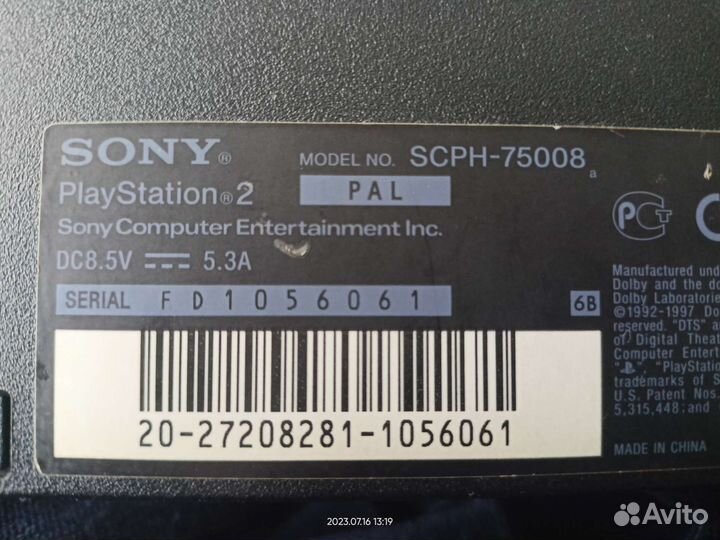 SONY®
MODEL NO. SCPH-75008 a
PlayStation®2
PAL
Sony Computer Entertainment Inc.
DC8.5V 5.3A
SERIAL FD1056061
6B
20-27208281-1056061
Manufactured und
Dolby and the do
Dolby Laboratorie
©1992-1997 Do
reserved. "DTS" a
of Digital Theat
Computer Entert
", "PlayStatio
trademarks of S
U.S. Patent Nos.
5,315,448; and
MADE IN CHINA
2023.07.16 13:19
Avito